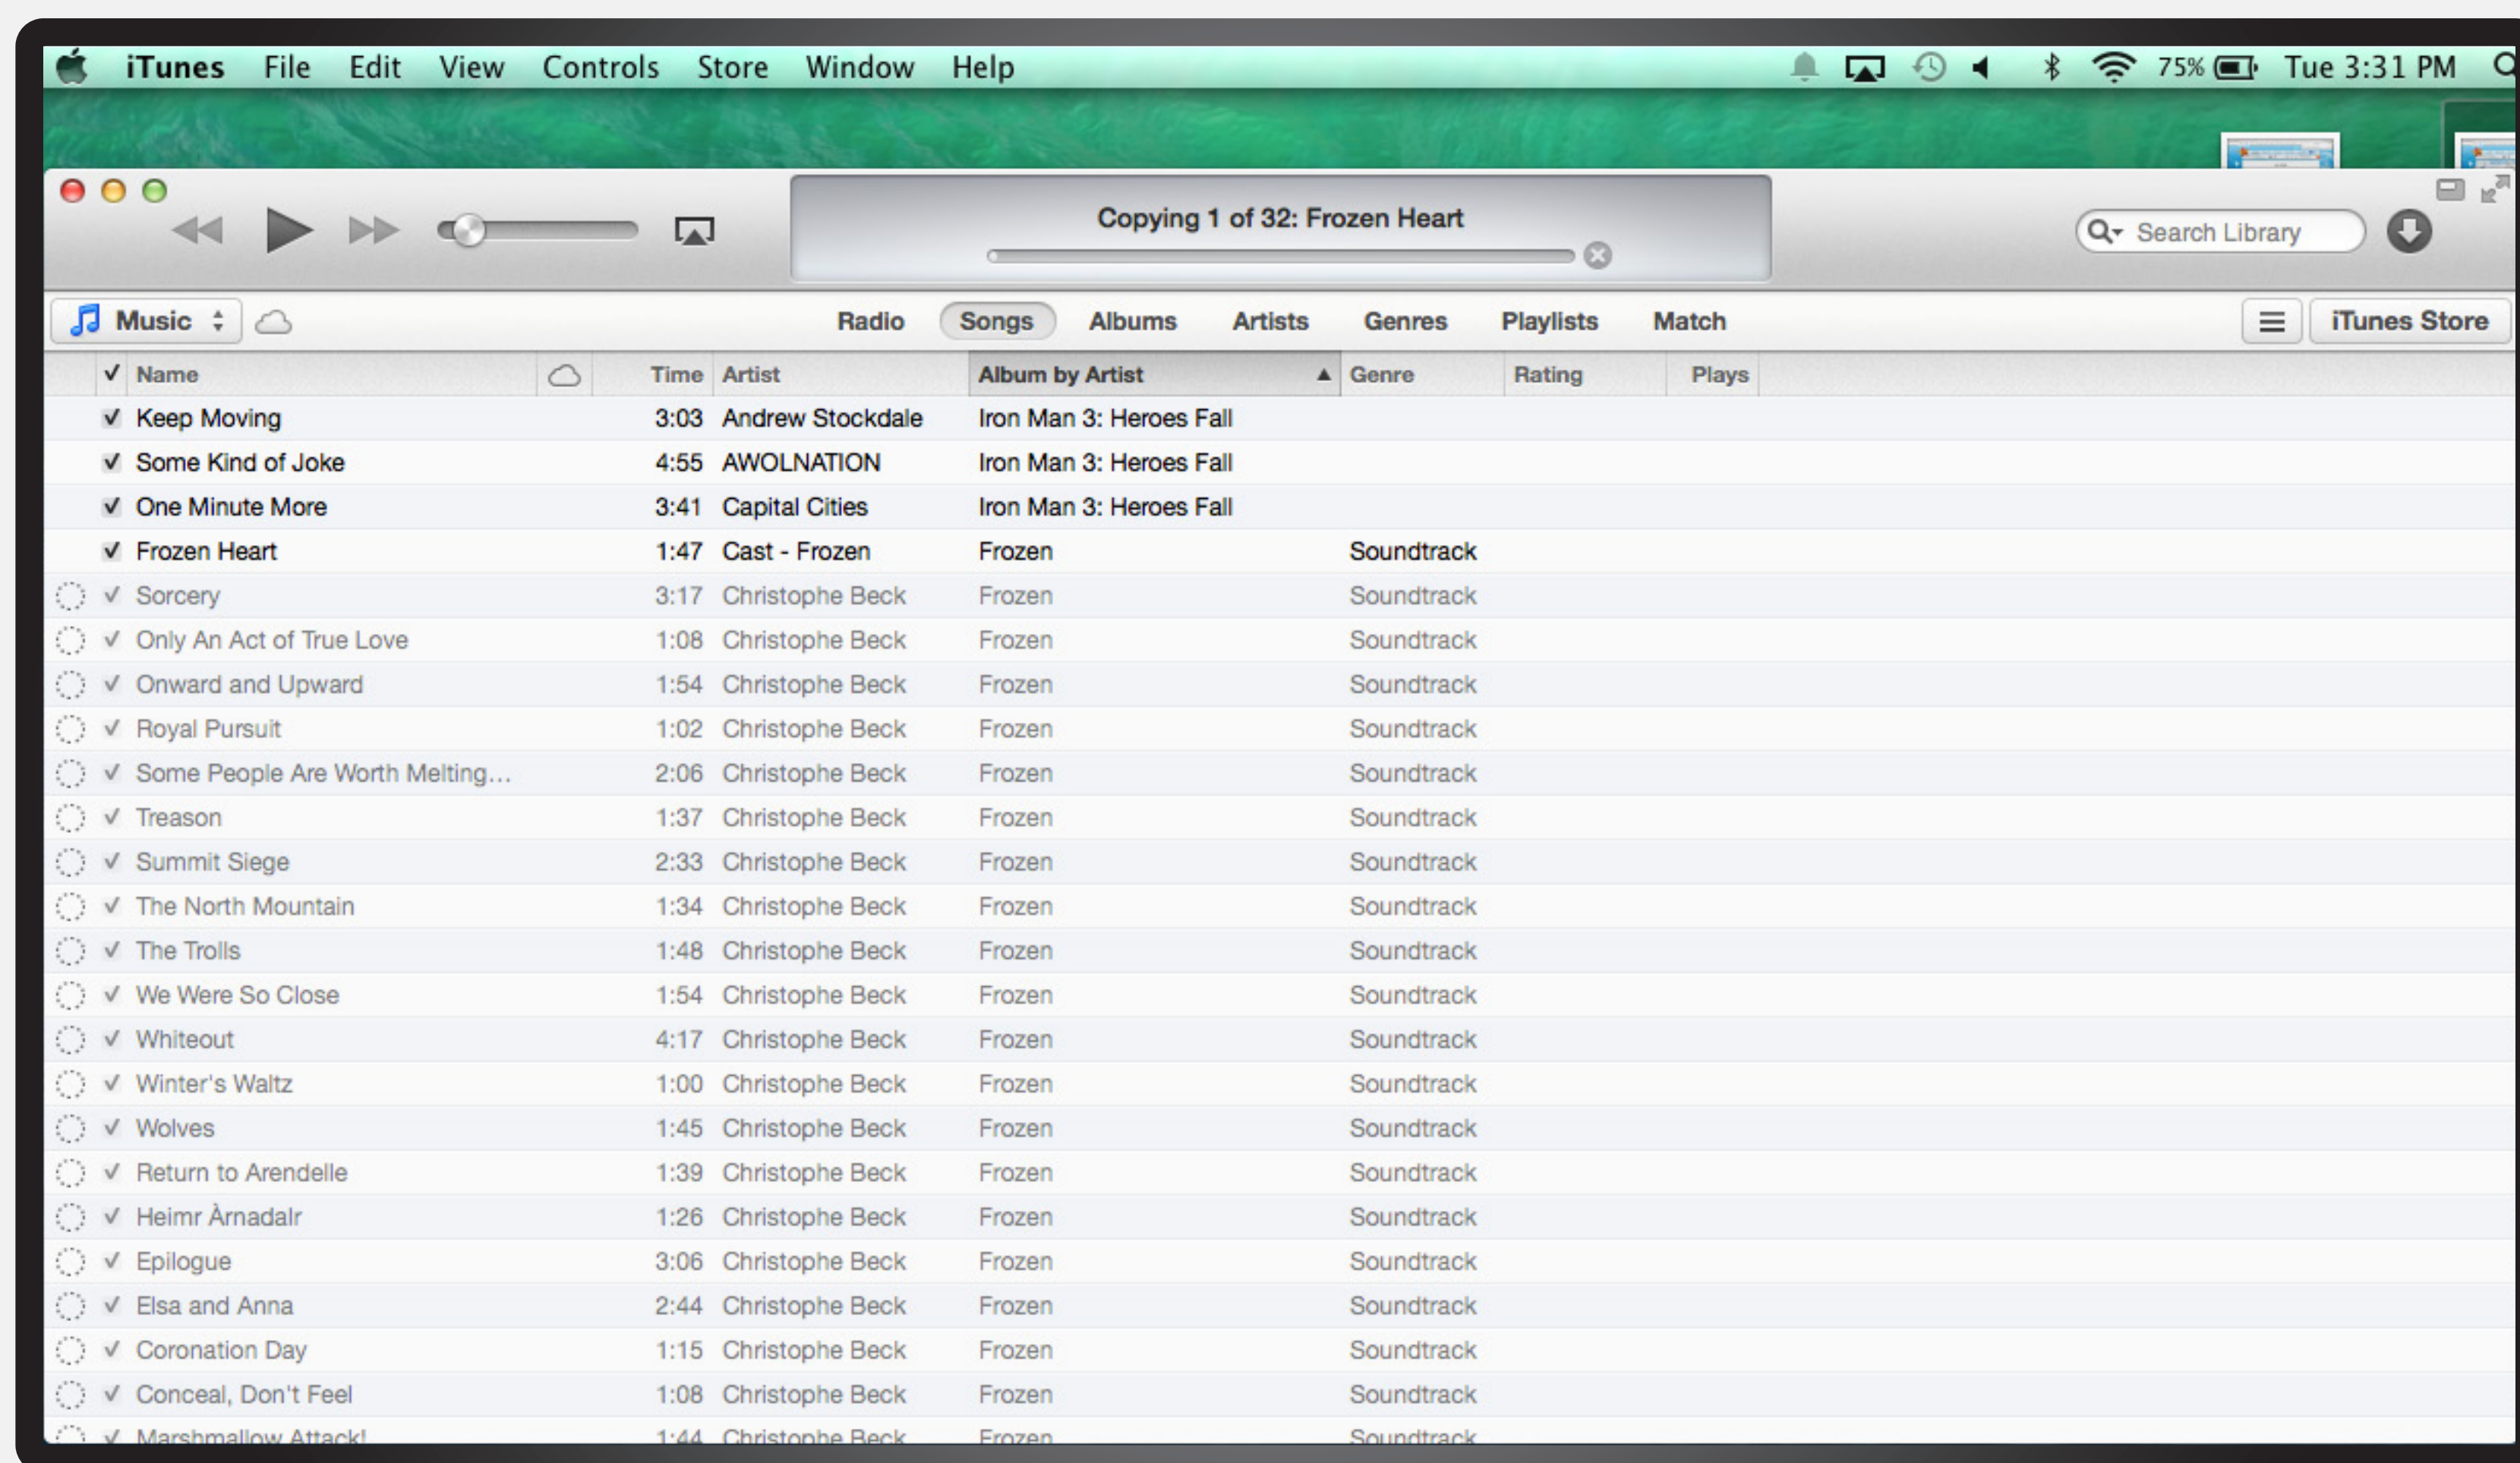 iTunes File Edit View Controls Store Window Help 75% Tue 3:31 PM
Copying 1 of 32: Frozen Heart
Search Library
Music Radio Songs Albums Artists Genres Playlists Match iTunes Store
✓ Name Time Artist Album by Artist ▲ Genre Rating Plays
✓ Keep Moving 3:03 Andrew Stockdale Iron Man 3: Heroes Fall
✓ Some Kind of Joke 4:55 AWOLNATION Iron Man 3: Heroes Fall
✓ One Minute More 3:41 Capital Cities Iron Man 3: Heroes Fall
✓ Frozen Heart 1:47 Cast - Frozen Frozen Soundtrack
✓ Sorcery 3:17 Christophe Beck Frozen Soundtrack
✓ Only An Act of True Love 1:08 Christophe Beck Frozen Soundtrack
✓ Onward and Upward 1:54 Christophe Beck Frozen Soundtrack
✓ Royal Pursuit 1:02 Christophe Beck Frozen Soundtrack
✓ Some People Are Worth Melting... 2:06 Christophe Beck Frozen Soundtrack
✓ Treason 1:37 Christophe Beck Frozen Soundtrack
✓ Summit Siege 2:33 Christophe Beck Frozen Soundtrack
✓ The North Mountain 1:34 Christophe Beck Frozen Soundtrack
✓ The Trolls 1:48 Christophe Beck Frozen Soundtrack
✓ We Were So Close 1:54 Christophe Beck Frozen Soundtrack
✓ Whiteout 4:17 Christophe Beck Frozen Soundtrack
✓ Winter's Waltz 1:00 Christophe Beck Frozen Soundtrack
✓ Wolves 1:45 Christophe Beck Frozen Soundtrack
✓ Return to Arendelle 1:39 Christophe Beck Frozen Soundtrack
✓ Heimr Àrnadalr 1:26 Christophe Beck Frozen Soundtrack
✓ Epilogue 3:06 Christophe Beck Frozen Soundtrack
✓ Elsa and Anna 2:44 Christophe Beck Frozen Soundtrack
✓ Coronation Day 1:15 Christophe Beck Frozen Soundtrack
✓ Conceal, Don't Feel 1:08 Christophe Beck Frozen Soundtrack
✓ Marshmallow Attack! 1:44 Christophe Beck Frozen Soundtrack